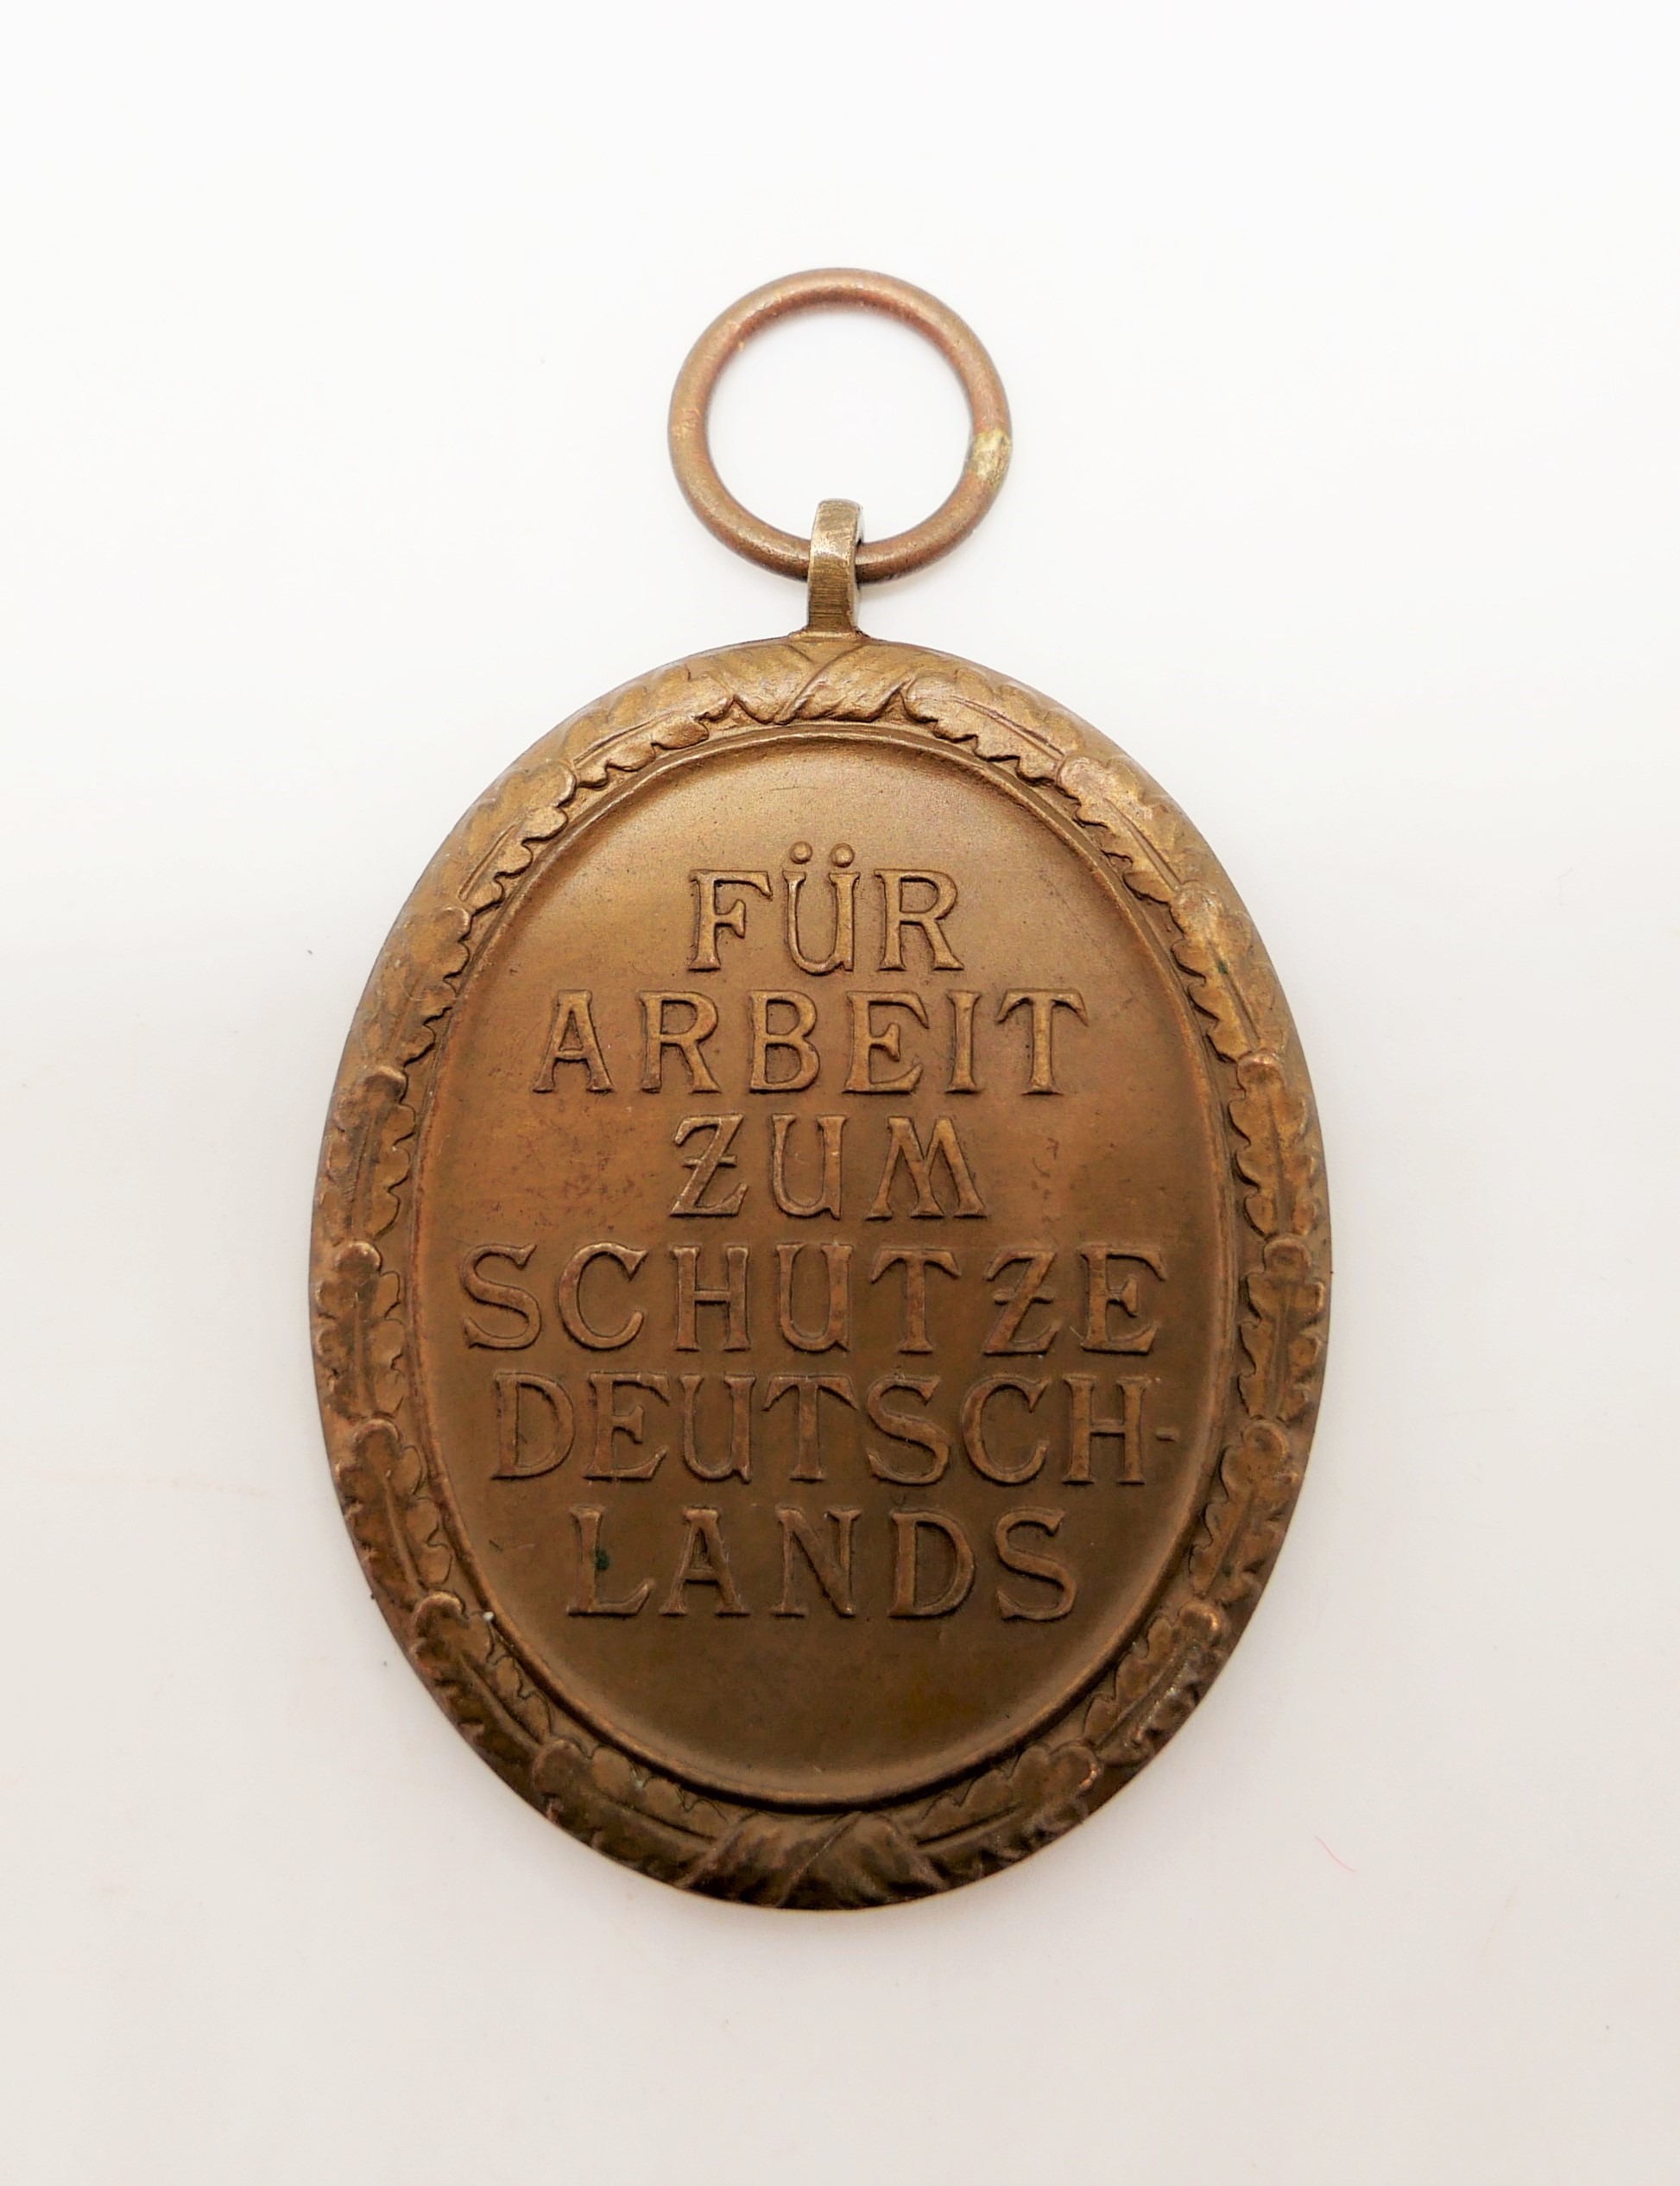 FÜR
ARBEIT
ZUM
SCHUTZE
DEUTSCH-
LANDS